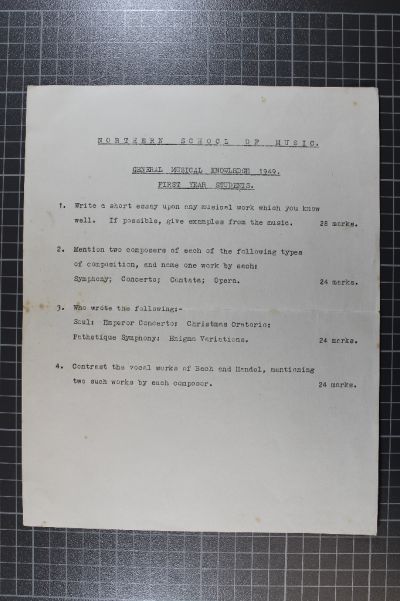 NORTHERN SCHOOL OF MUSIC.
GENERAL MUSICAL KNOWLEDGE 1949.
FIRST YEAR STUDENTS.
1. Write a short essay upon any musical work which you know
well. If possible, give examples from the music. 28 marks.
2. Mention two composers of each of the following types
of composition, and name one work by each:
Symphony; Concerto; Cantata; Opera. 24 marks.
3. Who wrote the following:-
Saul: Emperor Concerto: Christmas Oratorio:
Pathetique Symphony: Enigma Variations. 24 marks.
4. Contrast the vocal works of Bach and Handel, mentioning
two such works by each composer. 24 marks.